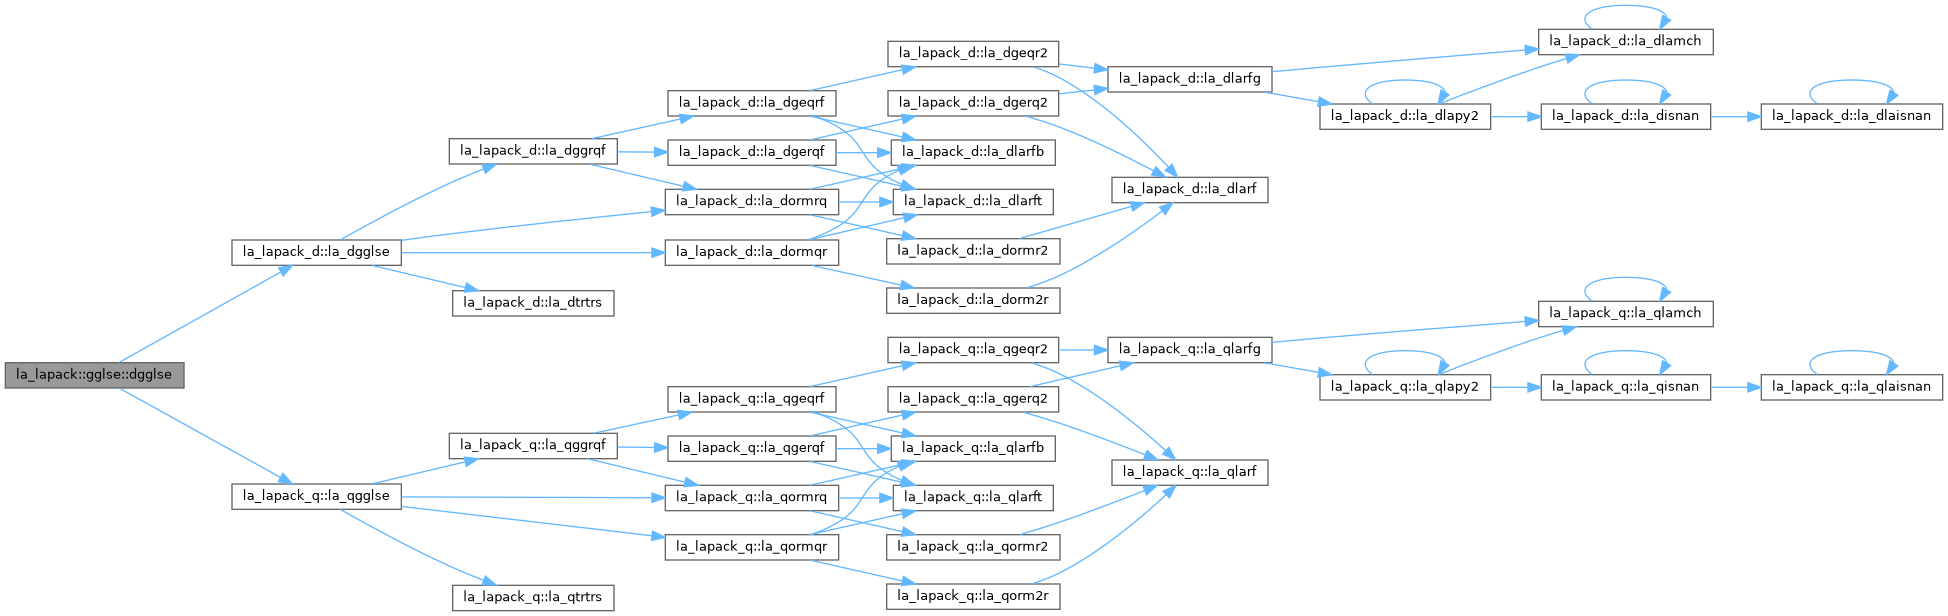 la_lapack::gglse::dgglse
la_lapack_d::la_dgglse
la_lapack_d::la_dggrqf
la_lapack_d::la_dtrtrs
la_lapack_d::la_dgeqrf
la_lapack_d::la_dgerqf
la_lapack_d::la_dormrq
la_lapack_d::la_dormqr
la_lapack_d::la_dgeqr2
la_lapack_d::la_dgerq2
la_lapack_d::la_dlarfb
la_lapack_d::la_dlarft
la_lapack_d::la_dormr2
la_lapack_d::la_dorm2r
la_lapack_d::la_dlarfg
la_lapack_d::la_dlarf
la_lapack_d::la_dlapy2
la_lapack_d::la_dlamch
la_lapack_d::la_disnan
la_lapack_d::la_dlaisnan
la_lapack_q::la_qgglse
la_lapack_q::la_qggrqf
la_lapack_q::la_qtrtrs
la_lapack_q::la_qgeqrf
la_lapack_q::la_qgerqf
la_lapack_q::la_qormrq
la_lapack_q::la_qormqr
la_lapack_q::la_qgeqr2
la_lapack_q::la_qgerq2
la_lapack_q::la_qlarfb
la_lapack_q::la_qlarft
la_lapack_q::la_qormr2
la_lapack_q::la_qorm2r
la_lapack_q::la_qlarfg
la_lapack_q::la_qlarf
la_lapack_q::la_qlapy2
la_lapack_q::la_qlamch
la_lapack_q::la_qisnan
la_lapack_q::la_qlaisnan